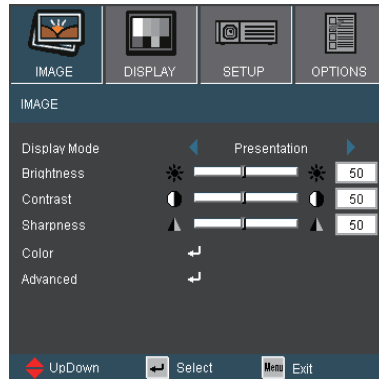 IMAGE DISPLAY SETUP OPTIONS
IMAGE
Display Mode Presentation
Brightness 50
Contrast 50
Sharpness 50
Color
Advanced
UpDown Select Menu Exit